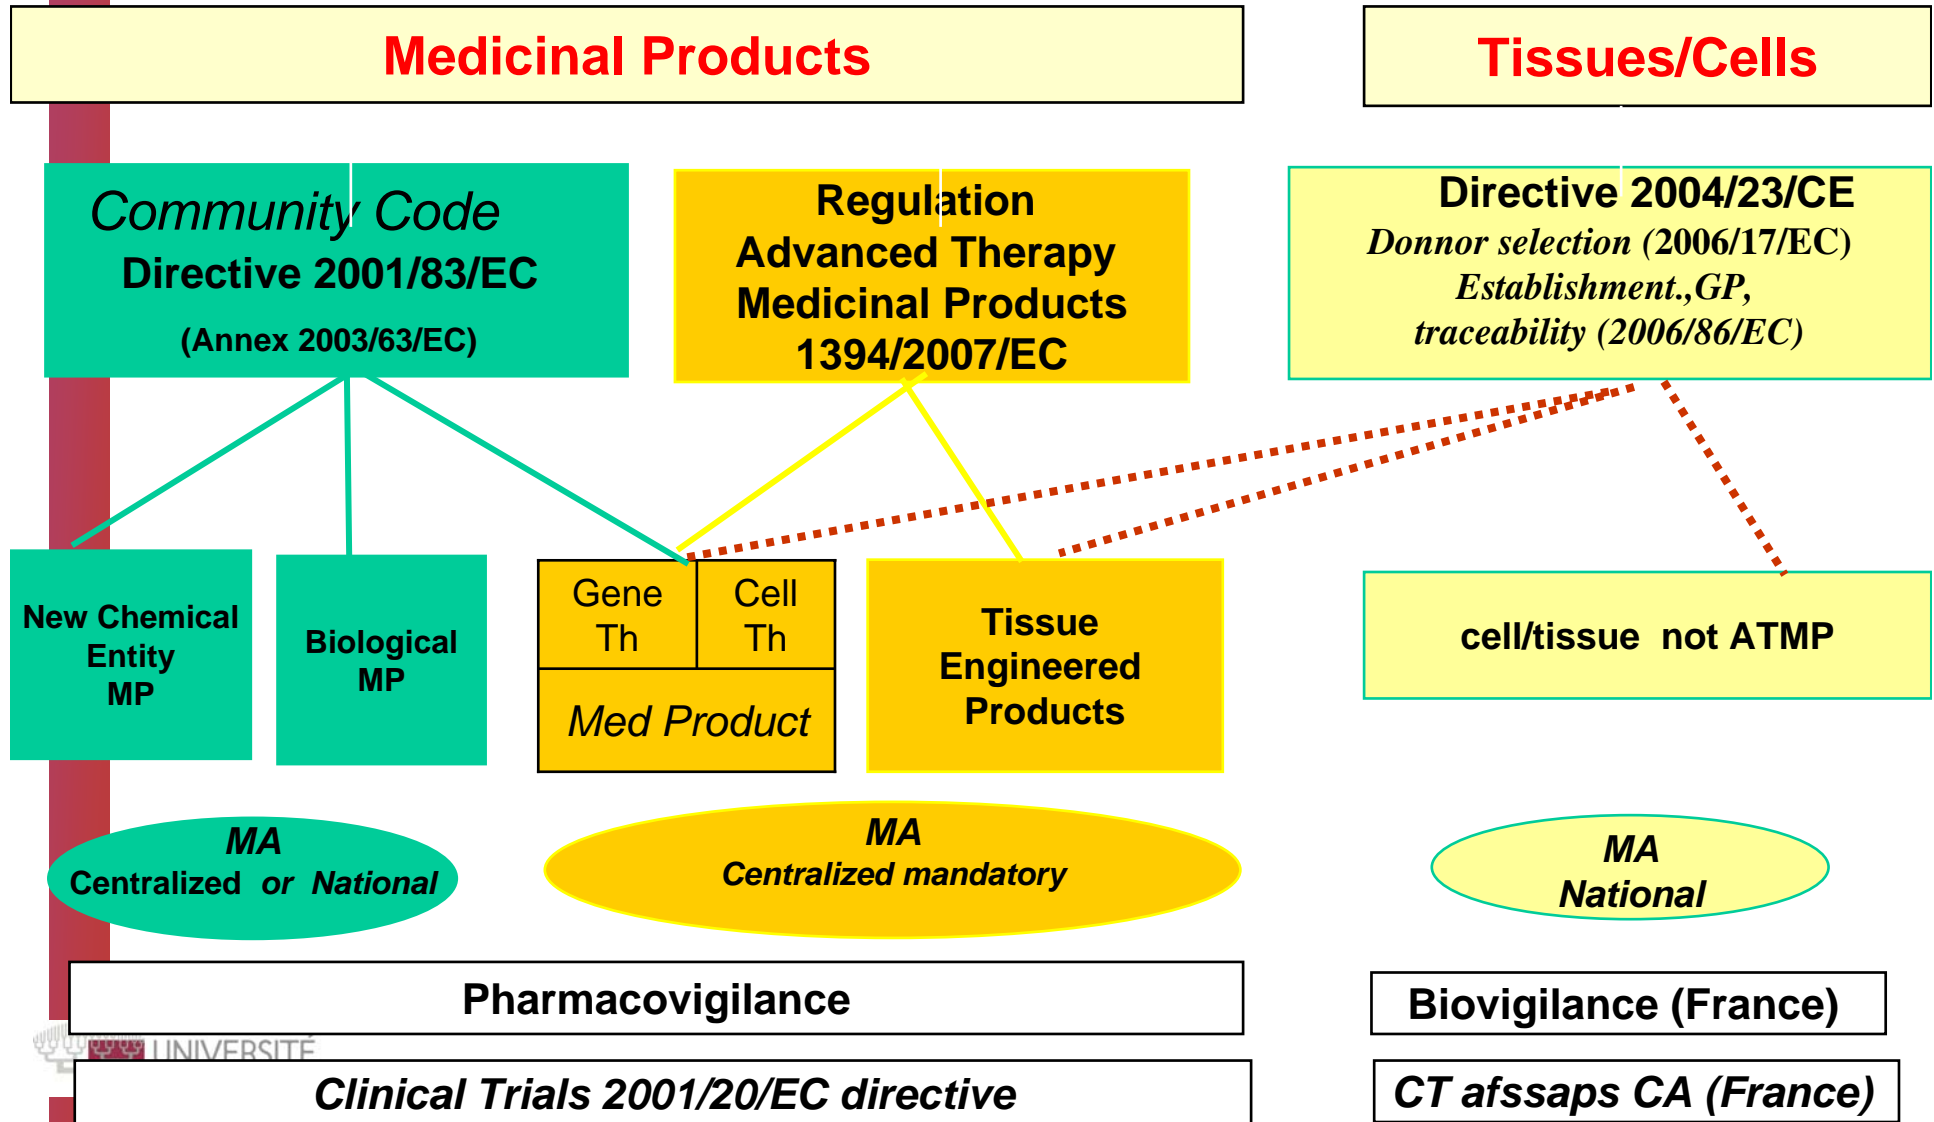 Medicinal Products
Tissues/Cells
Community Code
Directive 2001/83/EC
(Annex 2003/63/EC)
Regulation
Advanced Therapy
Medicinal Products
1394/2007/EC
Directive 2004/23/CE
Donnor selection (2006/17/EC)
Establishment.,GP,
traceability (2006/86/EC)
New Chemical
Entity
MP
Biological
MP
Gene
Th
Cell
Th
Med Product
Tissue
Engineered
Products
cell/tissue not ATMP
MA
Centralized or National
MA
Centralized mandatory
MA
National
Pharmacovigilance
Biovigilance (France)
UNIVERSITÉ
Clinical Trials 2001/20/EC directive
CT afssaps CA (France)